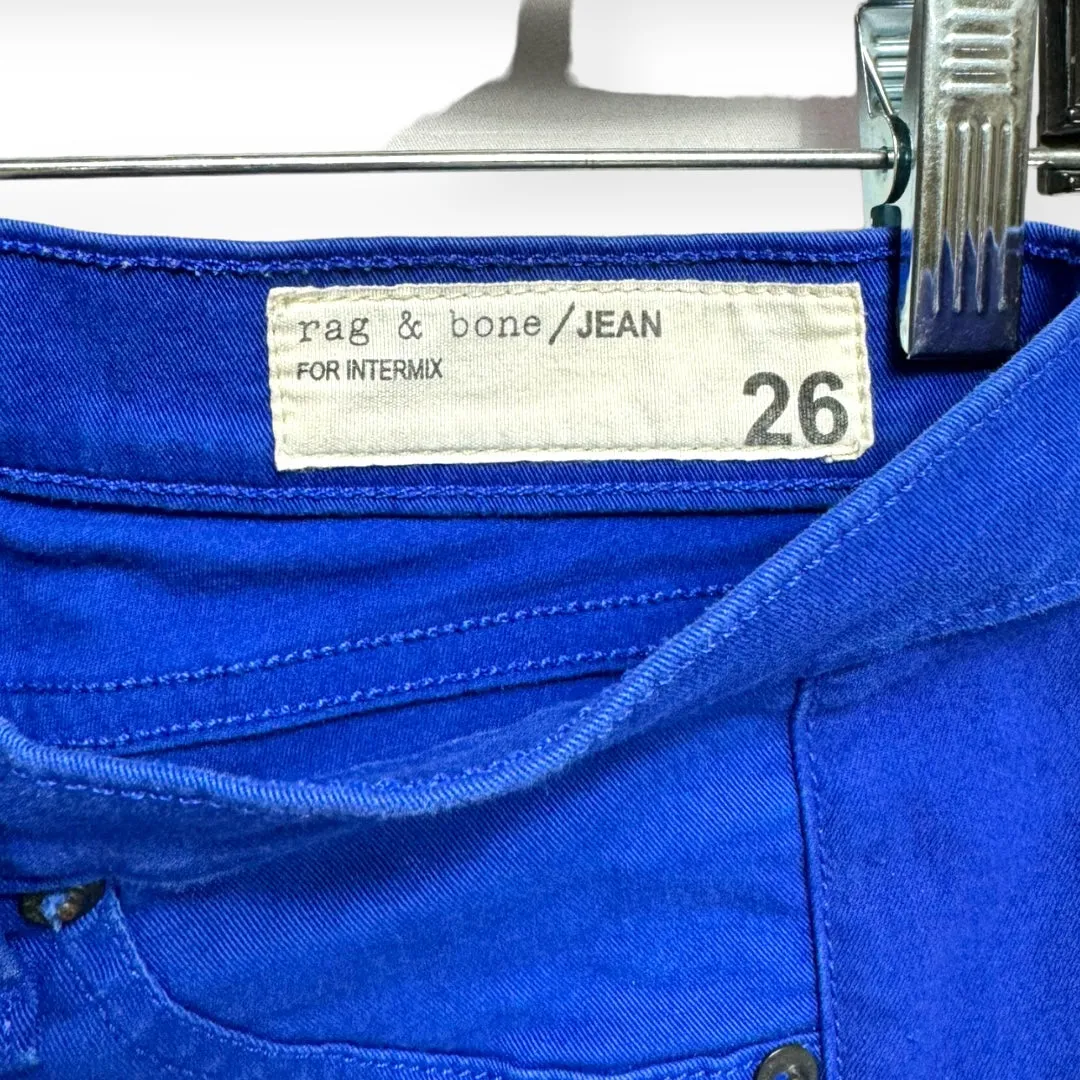 rag & bone/JEAN
FOR INTERMIX
26